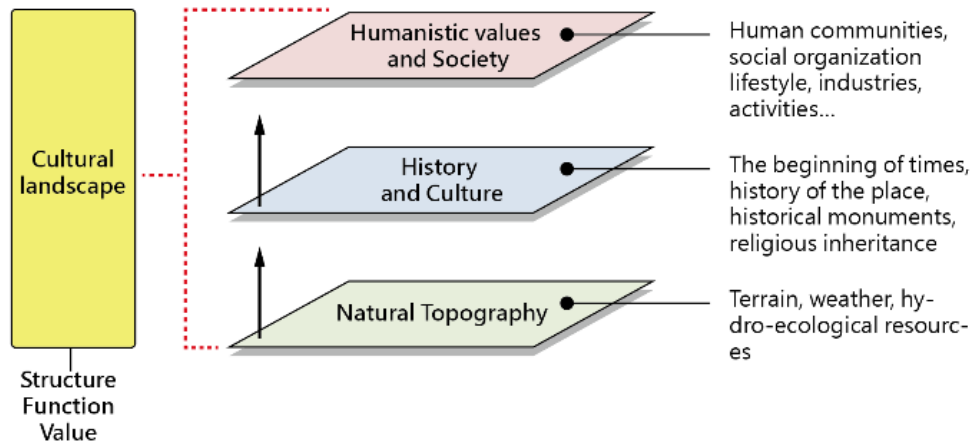 Cultural
landscape
Structure
Function
Value
Humanistic values
and Society
Human communities,
social organization
lifestyle, industries,
activities...
History
and Culture
The beginning of times,
history of the place,
historical monuments,
religious inheritance
Natural Topography
Terrain, weather, hy-
dro-ecological resourc-
es